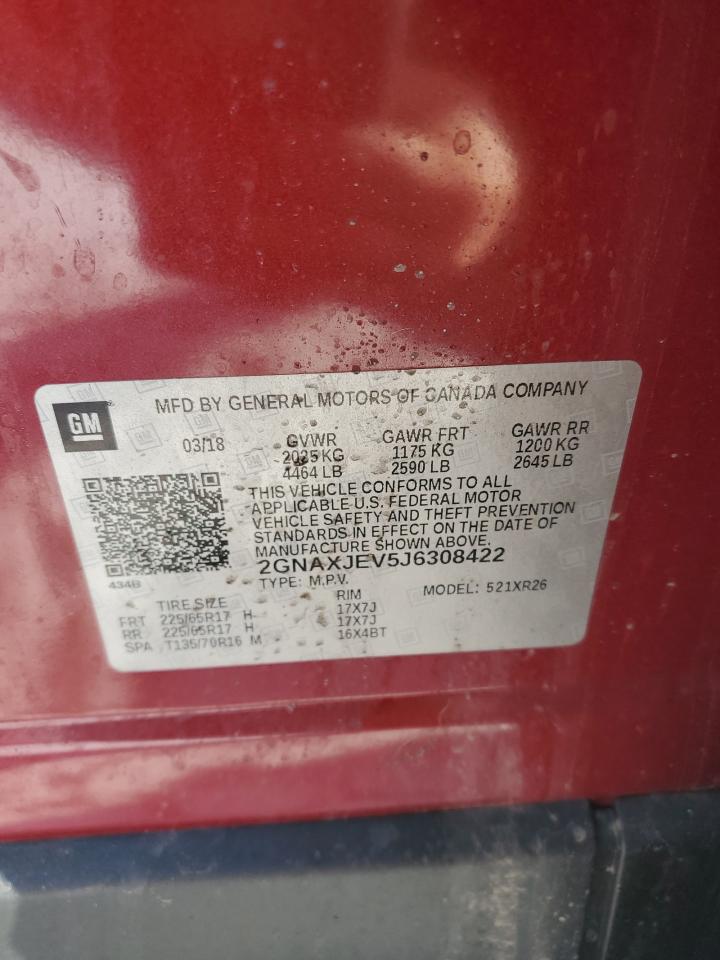 GM
MFD BY GENERAL MOTORS OF CANADA COMPANY
03/18 GVWR GAWR FRT GAWR RR
2025 KG 1175 KG 1200 KG
4464 LB 2590 LB 2645 LB
THIS VEHICLE CONFORMS TO ALL
APPLICABLE U.S. FEDERAL MOTOR
VEHICLE SAFETY AND THEFT PREVENTION
STANDARDS IN EFFECT ON THE DATE OF
MANUFACTURE SHOWN ABOVE.
2GNAXJEV5J6308422
434B TYPE: M.P.V. MODEL: 521XR26
TIRE SIZE RIM
FRT 225/65R17 H 17X7J
RR 225/65R17 H 17X7J
SPA T135/70R16 M 16X4BT